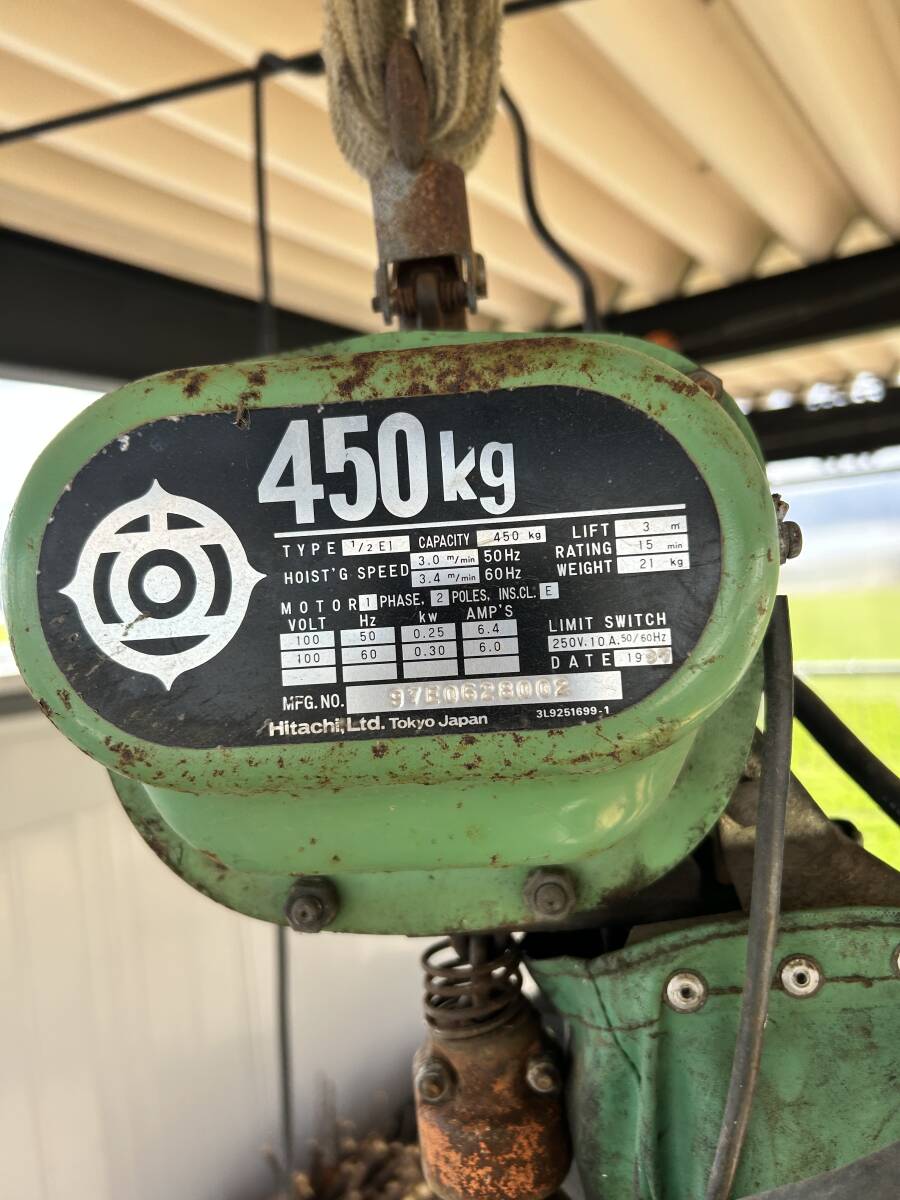 450kg
TYPE 1/2 E1 CAPACITY 450 kg LIFT 3 m
HOIST'G SPEED 3.0 m/min 50Hz RATING 15 min
3.4 m/min 60Hz WEIGHT 21 kg
MOTOR 1 PHASE, 2 POLES, INS.CL. E
VOLT Hz kw AMP'S
100 50 0.25 6.4
100 60 0.30 6.0
LIMIT SWITCH
250V.10A.50/60Hz
DATE
MFG.NO.
Hitachi,Ltd. Tokyo Japan 3L9251699-1